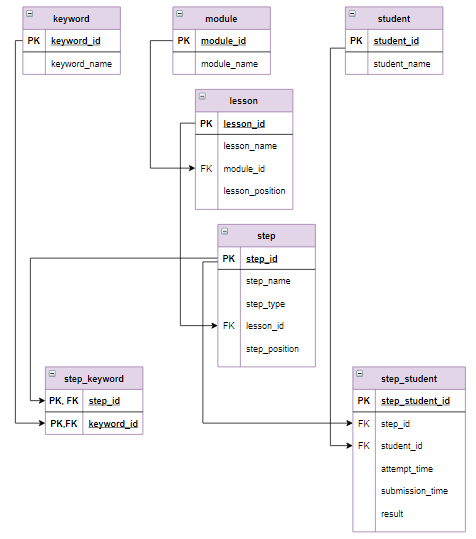 keyword
PK keyword_id
keyword_name
module
PK module_id
module_name
student
PK student_id
student_name
lesson
PK lesson_id
lesson_name
FK module_id
lesson_position
step
PK step_id
step_name
step_type
FK lesson_id
step_position
step_keyword
PK, FK step_id
PK,FK keyword_id
step_student
PK step_student_id
FK step_id
FK student_id
attempt_time
submission_time
result